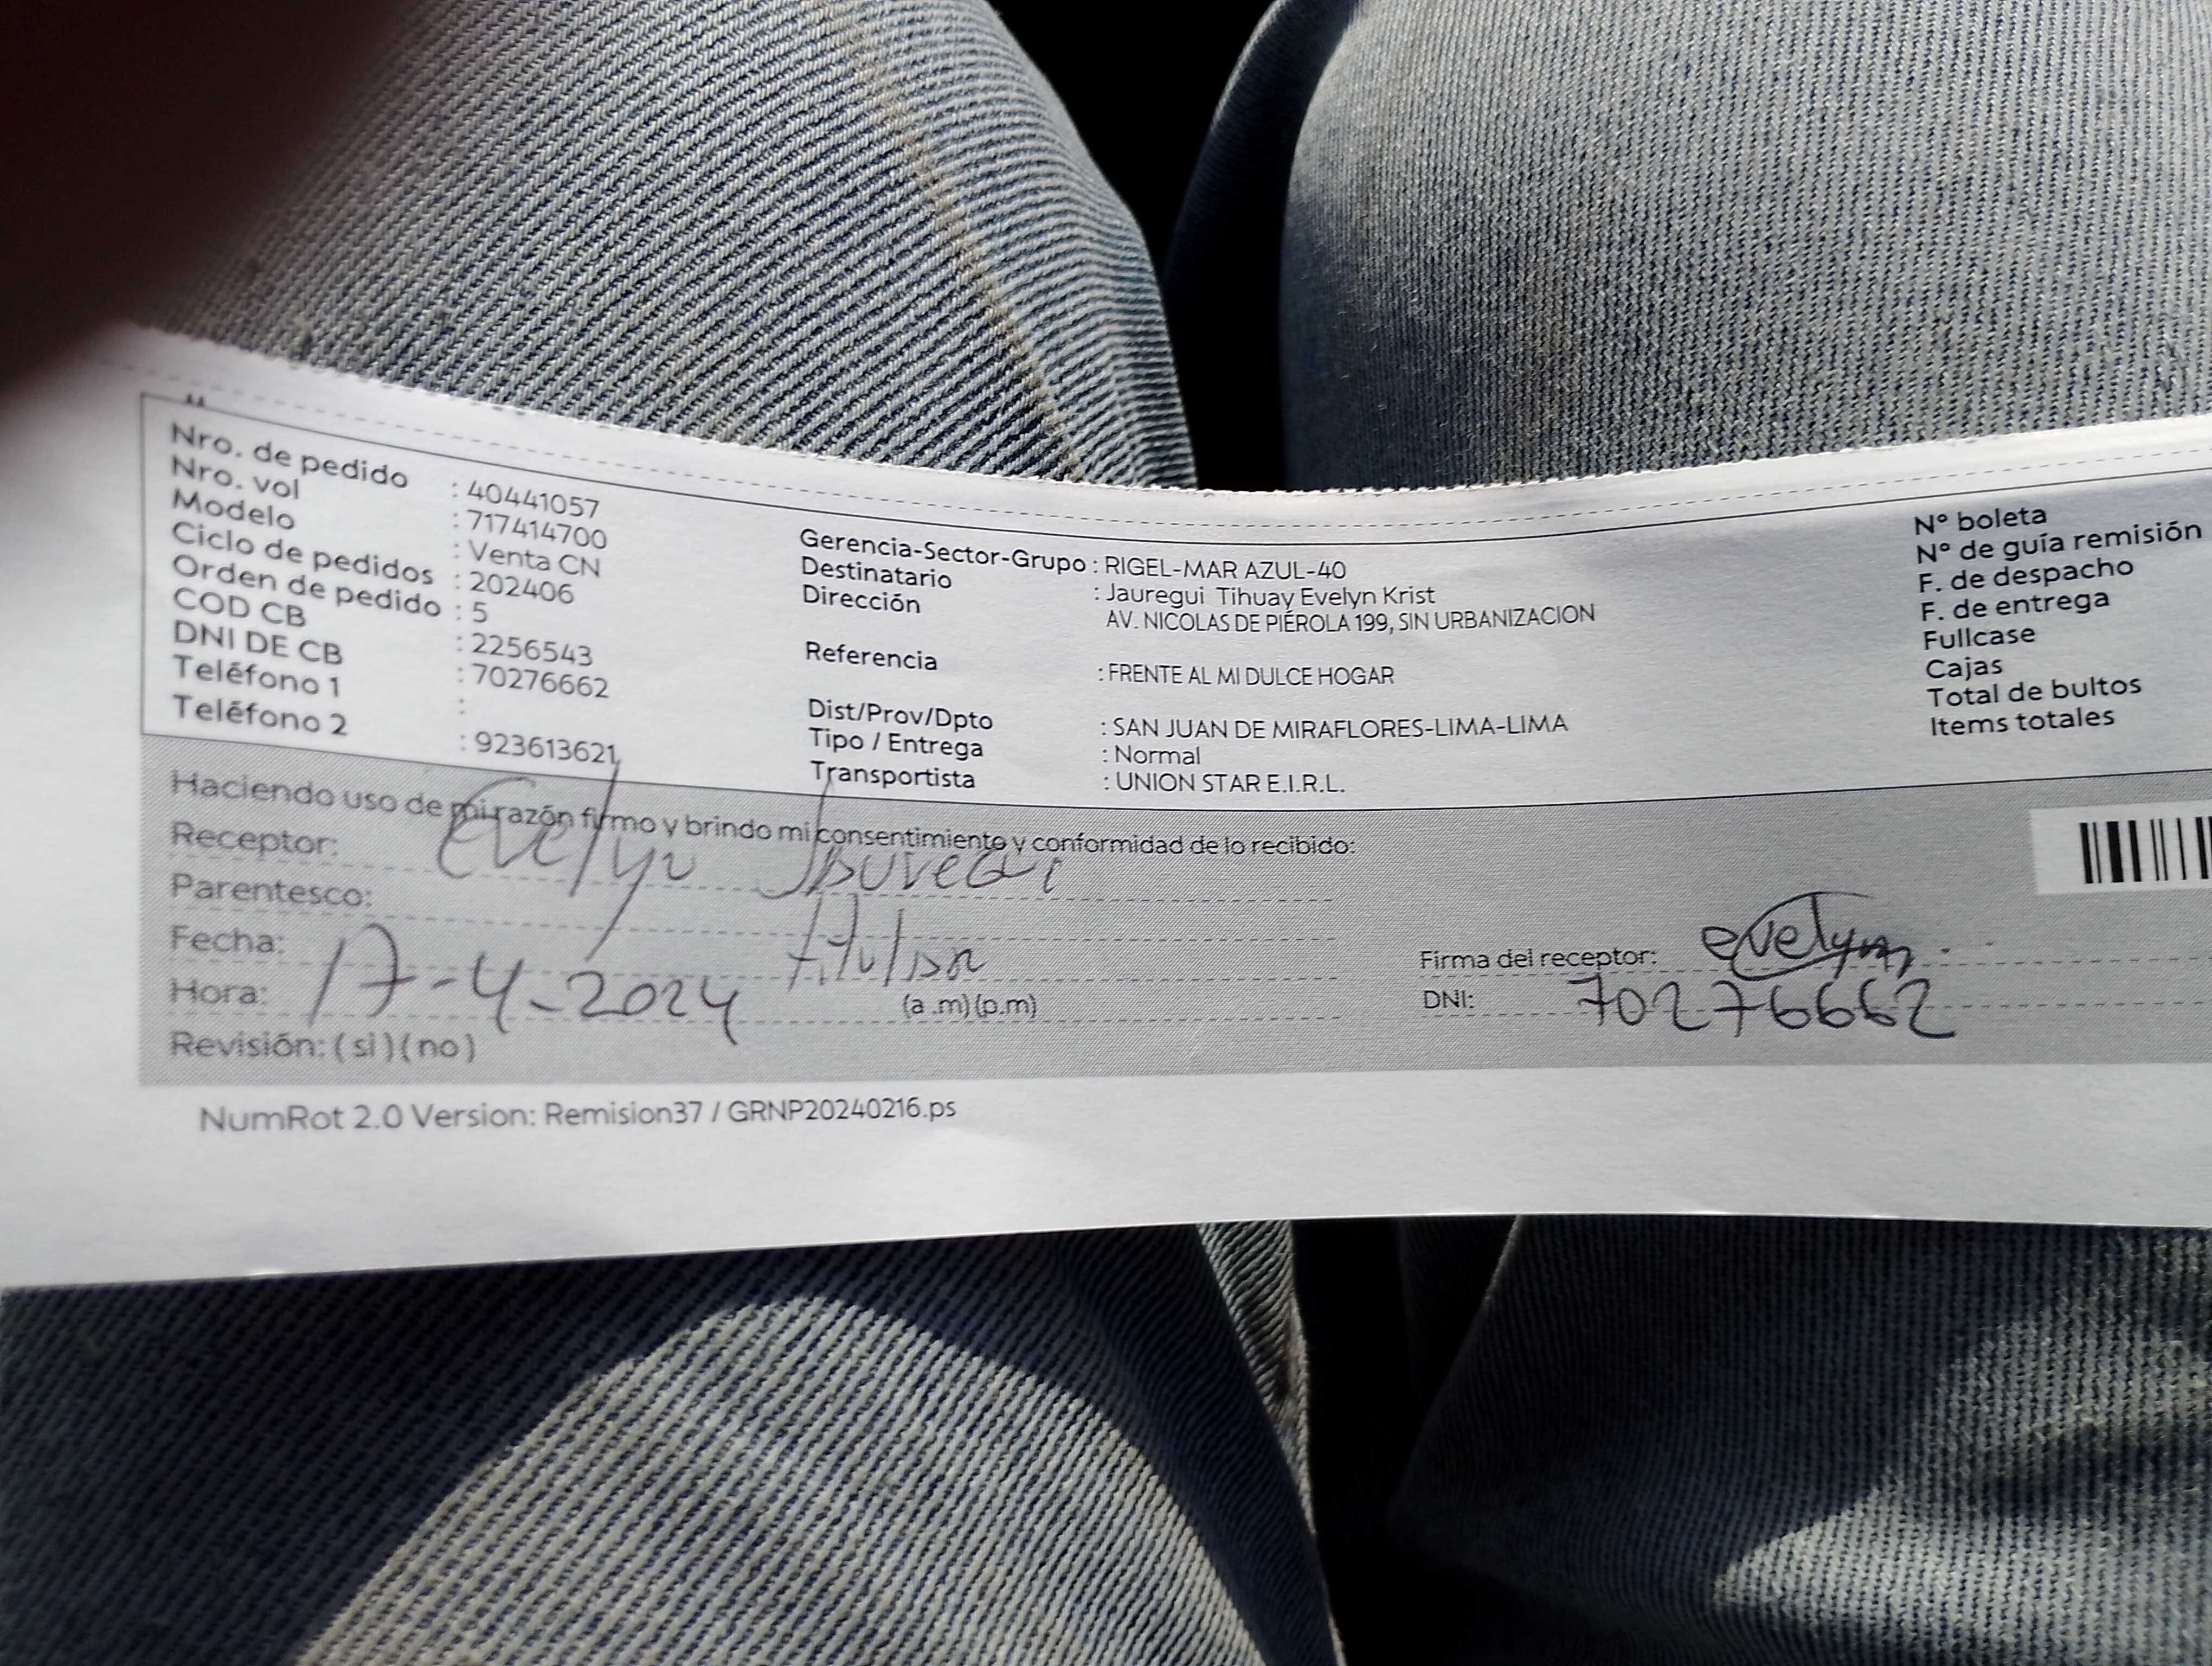 Nro. de pedido : 40441057
Nro. vol : 717414700
Modelo : Venta CN
Ciclo de pedidos : 202406
Orden de pedido : 5
COD CB : 2256543
DNI DE CB : 70276662
Teléfono 1 :
Teléfono 2 : 923613621
Gerencia-Sector-Grupo : RIGEL-MAR AZUL-40
Destinatario : Jauregui Tihuay Evelyn Krist
Dirección AV. NICOLAS DE PIÉROLA 199, SIN URBANIZACION
Referencia : FRENTE AL MI DULCE HOGAR
Dist/Prov/Dpto : SAN JUAN DE MIRAFLORES-LIMA-LIMA
Tipo / Entrega : Normal
Transportista : UNION STAR E.I.R.L.
N° boleta
N° de guía remisión
F. de despacho
F. de entrega
Fullcase
Cajas
Total de bultos
Items totales
Haciendo uso de mi razón firmo y brindo mi consentimiento y conformidad de lo recibido:
Receptor: Evelyn Jauregui
Parentesco: titular
Fecha: 17-4-2024
Hora: (a.m)(p.m)
Revisión: (si)(no)
Firma del receptor: evelyn
DNI: 70276662
NumRot 2.0 Version: Remision37 / GRNP20240216.ps